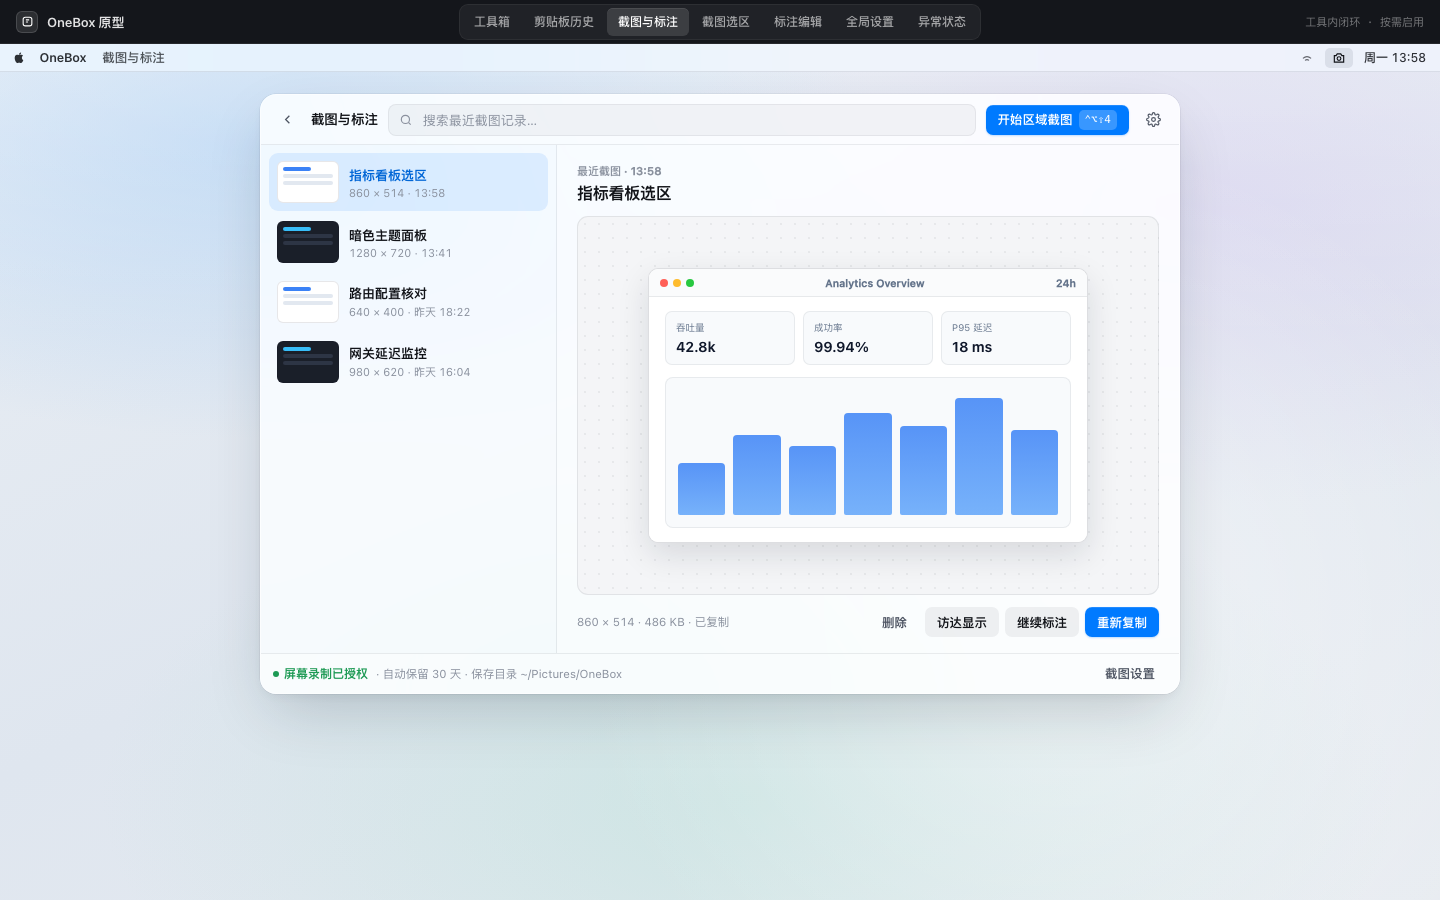 OneBox 原型
工具箱 剪贴板历史 截图与标注 截图选区 标注编辑 全局设置 异常状态
工具内闭环 · 按需启用
OneBox 截图与标注
周一 13:58
截图与标注
搜索最近截图记录...
开始区域截图 ⌃⌥⇧4
指标看板选区
860 × 514 · 13:58
暗色主题面板
1280 × 720 · 13:41
路由配置核对
640 × 400 · 昨天 18:22
网关延迟监控
980 × 620 · 昨天 16:04
最近截图 · 13:58
指标看板选区
Analytics Overview 24h
吞吐量
42.8k
成功率
99.94%
P95 延迟
18 ms
860 × 514 · 486 KB · 已复制
删除 访达显示 继续标注 重新复制
屏幕录制已授权 · 自动保留 30 天 · 保存目录 ~/Pictures/OneBox
截图设置